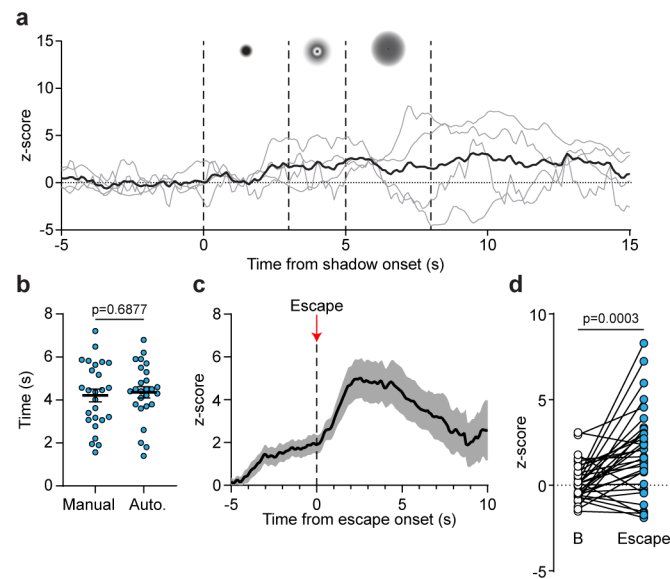 a
15
10
5
0
-5
z-score
-5 0 5 10 15
Time from shadow onset (s)
b
p=0.6877
8
6
4
2
0
Time (s)
Manual Auto.
c
Escape
8
6
4
2
0
z-score
-5 0 5 10
Time from escape onset (s)
d
p=0.0003
10
5
0
-5
z-score
B Escape